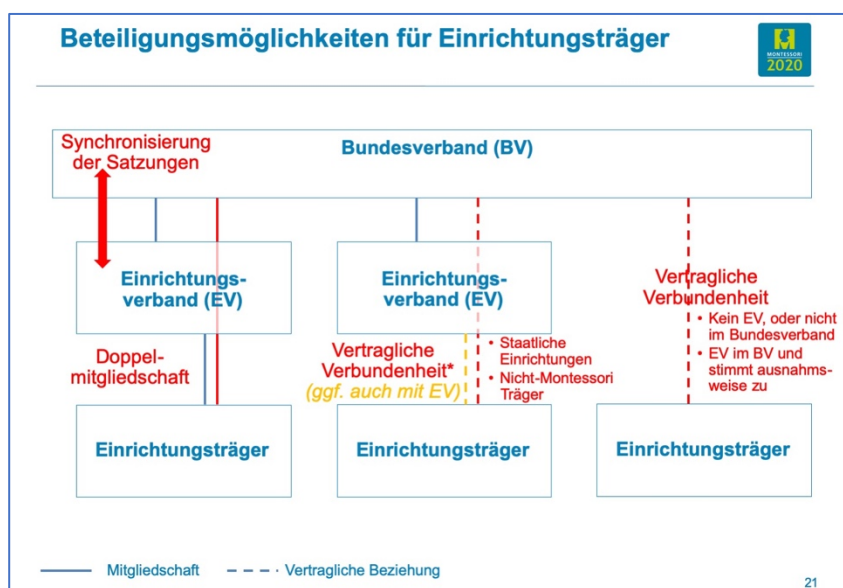 Beteiligungsmöglichkeiten für Einrichtungsträger
MONTESSORI
2020
Synchronisierung
der Satzungen
Bundesverband (BV)
Einrichtungs-
verband (EV)
Einrichtungs-
verband (EV)
Vertragliche
Verbundenheit
• Kein EV, oder nicht
im Bundesverband
• EV im BV und
stimmt ausnahms-
weise zu
Doppel-
mitgliedschaft
Vertragliche
Verbundenheit*
(ggf. auch mit EV)
• Staatliche
Einrichtungen
• Nicht-Montessori
Träger
Einrichtungsträger
Einrichtungsträger
Einrichtungsträger
Mitgliedschaft
Vertragliche Beziehung
21